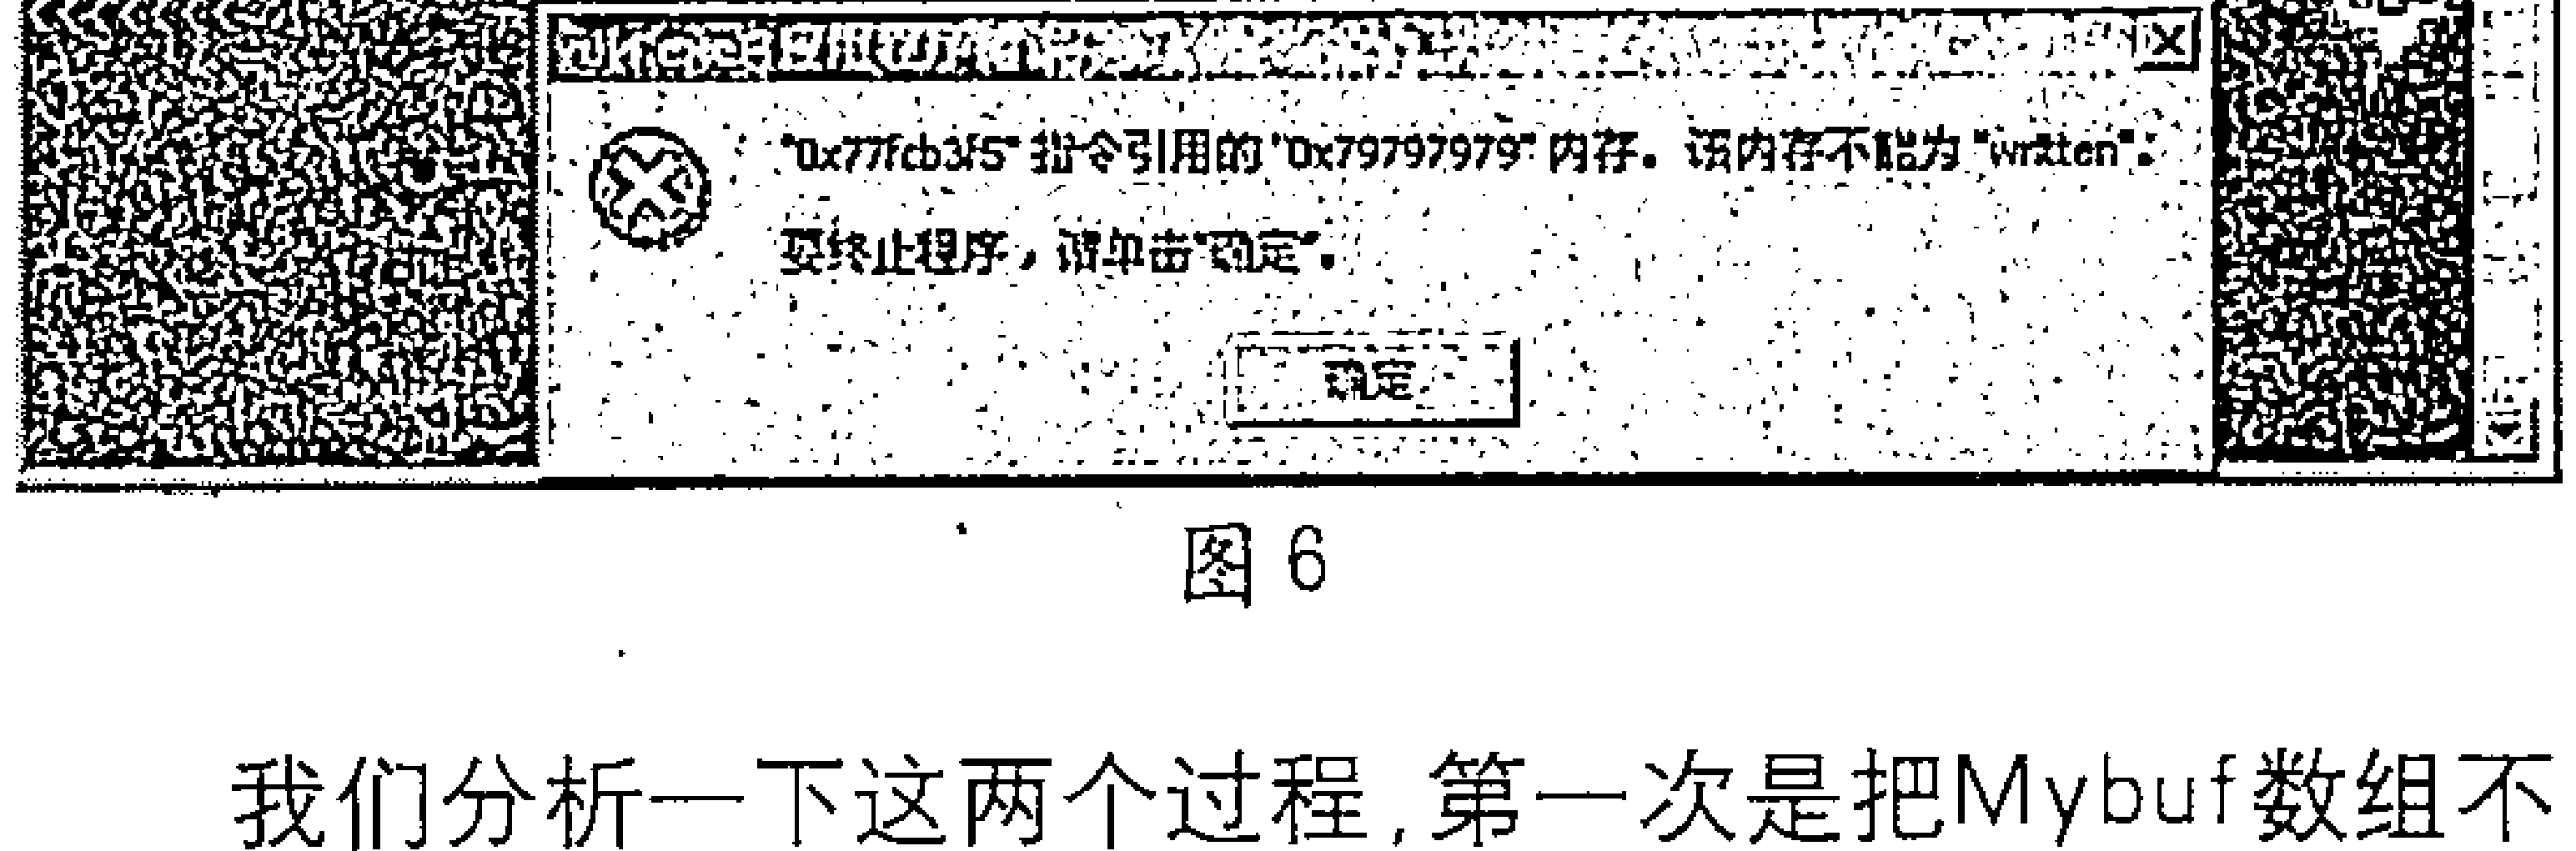 "0x77fcb3f5" 指令引用的 "0x79797979" 内存。该内存不能为 "written"。
要终止程序，请单击"确定"。
确定
图 6
我们分析一下这两个过程,第一次是把Mybuf数组不